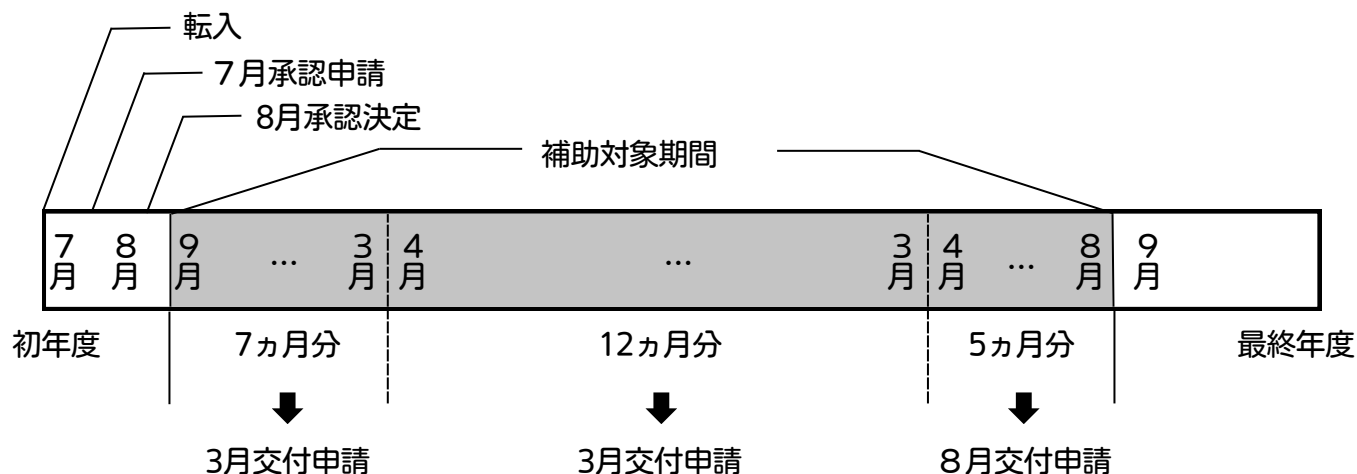 転入
７月承認申請
8月承認決定
補助対象期間
7月 8月 9月 … 3月 4月 … 3月 4月 … 8月 9月
初年度 7ヵ月分 12ヵ月分 5ヵ月分 最終年度
3月交付申請 3月交付申請 ８月交付申請